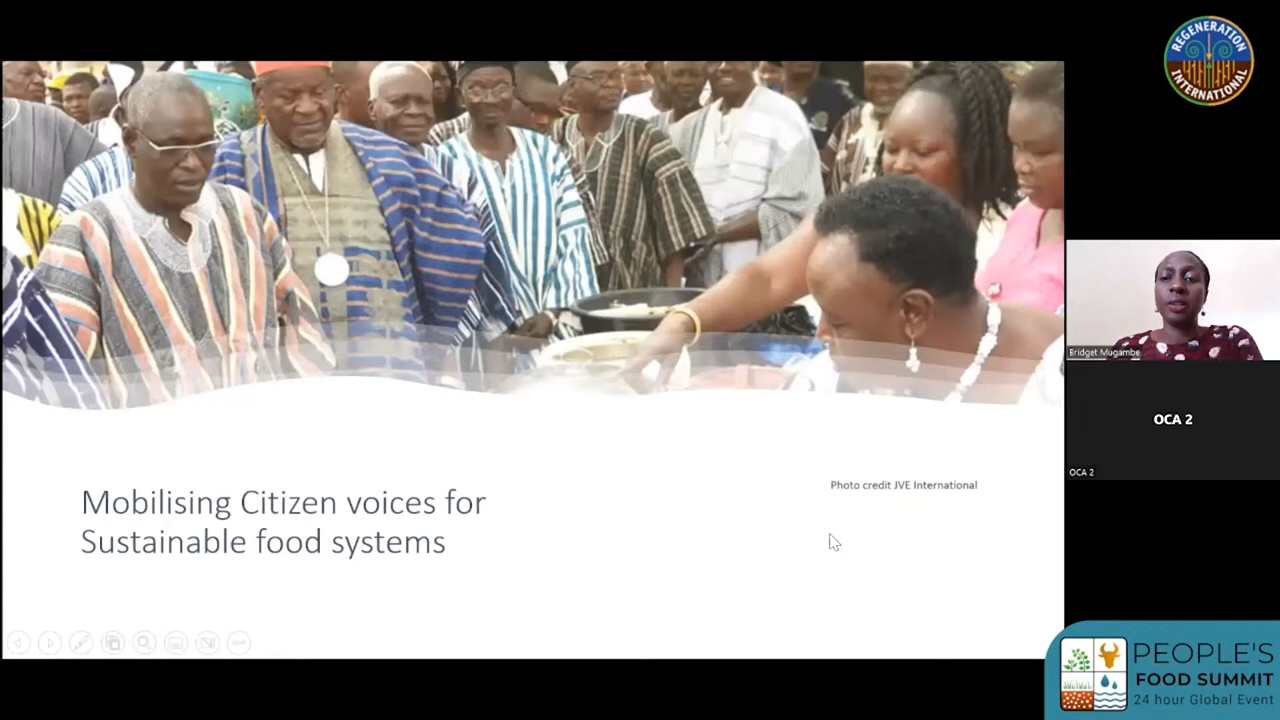 REGENERATION
INTERNATIONAL
Bridget Mugambe
OCA 2
OCA 2
Photo credit JVE International
Mobilising Citizen voices for
Sustainable food systems
PEOPLE'S
FOOD SUMMIT
24 hour Global Event